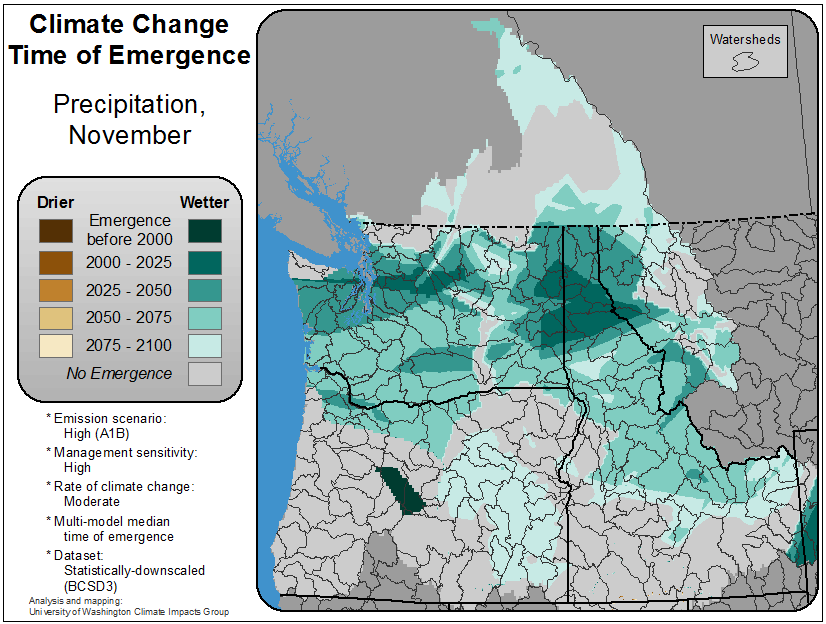 Climate Change
Time of Emergence
Precipitation,
November
Drier
Wetter
Emergence
before 2000
2000 - 2025
2025 - 2050
2050 - 2075
2075 - 2100
No Emergence
* Emission scenario:
High (A1B)
* Management sensitivity:
High
* Rate of climate change:
Moderate
* Multi-model median
time of emergence
* Dataset:
Statistically-downscaled
(BCSD3)
Analysis and mapping:
University of Washington Climate Impacts Group
Watersheds